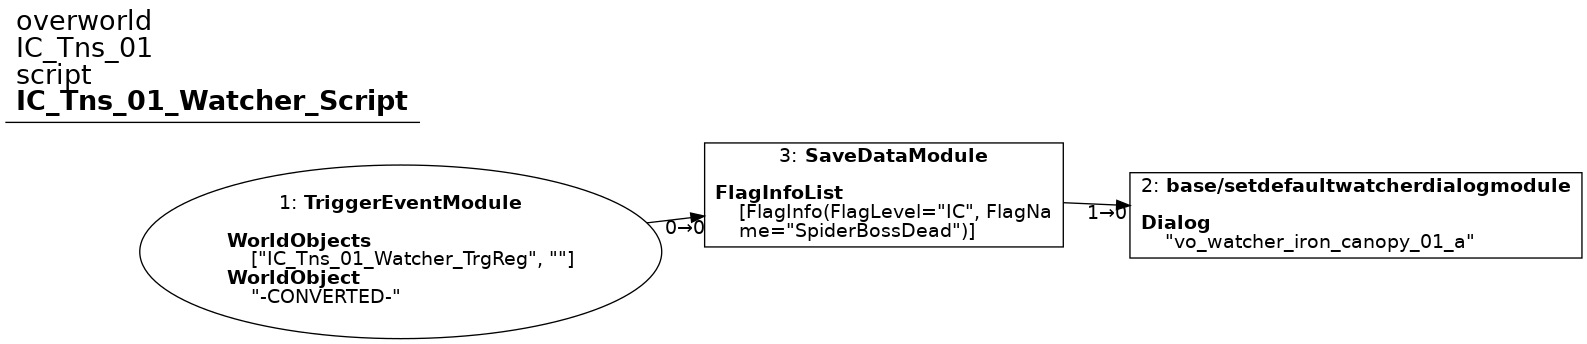 overworld
IC_Tns_01
script
IC_Tns_01_Watcher_Script
1: TriggerEventModule
WorldObjects
["IC_Tns_01_Watcher_TrgReg", ""]
WorldObject
"-CONVERTED-"
0→0
3: SaveDataModule
FlagInfoList
[FlagInfo(FlagLevel="IC", FlagNa
me="SpiderBossDead")]
1→0
2: base/setdefaultwatcherdialogmodule
Dialog
"vo_watcher_iron_canopy_01_a"